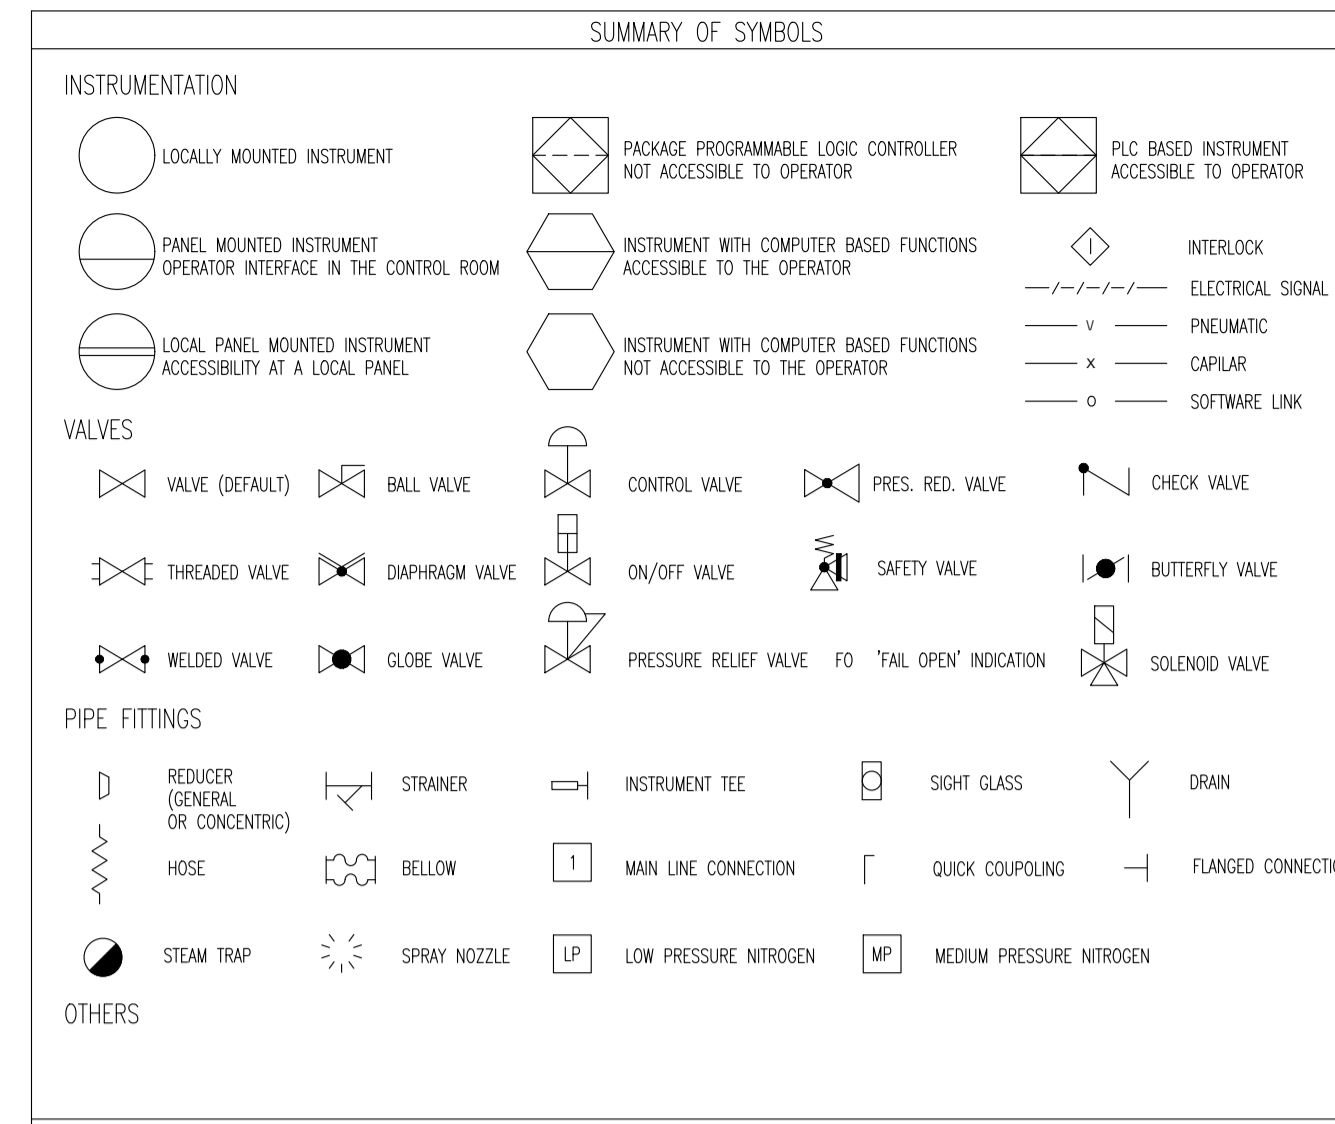 SUMMARY OF SYMBOLS
INSTRUMENTATION
LOCALLY MOUNTED INSTRUMENT
PACKAGE PROGRAMMABLE LOGIC CONTROLLER
NOT ACCESSIBLE TO OPERATOR
PLC BASED INSTRUMENT
ACCESSIBLE TO OPERATOR
PANEL MOUNTED INSTRUMENT
OPERATOR INTERFACE IN THE CONTROL ROOM
INSTRUMENT WITH COMPUTER BASED FUNCTIONS
ACCESSIBLE TO THE OPERATOR
I
INTERLOCK
ELECTRICAL SIGNAL
V
PNEUMATIC
LOCAL PANEL MOUNTED INSTRUMENT
ACCESSIBILITY AT A LOCAL PANEL
INSTRUMENT WITH COMPUTER BASED FUNCTIONS
NOT ACCESSIBLE TO THE OPERATOR
X
CAPILAR
O
SOFTWARE LINK
VALVES
VALVE (DEFAULT)
BALL VALVE
CONTROL VALVE
PRES. RED. VALVE
CHECK VALVE
THREADED VALVE
DIAPHRAGM VALVE
ON/OFF VALVE
SAFETY VALVE
BUTTERFLY VALVE
WELDED VALVE
GLOBE VALVE
PRESSURE RELIEF VALVE
FO 'FAIL OPEN' INDICATION
SOLENOID VALVE
PIPE FITTINGS
REDUCER
(GENERAL
OR CONCENTRIC)
STRAINER
INSTRUMENT TEE
SIGHT GLASS
DRAIN
HOSE
BELLOW
1
MAIN LINE CONNECTION
QUICK COUPOLING
FLANGED CONNECTIO
STEAM TRAP
SPRAY NOZZLE
LP
LOW PRESSURE NITROGEN
MP
MEDIUM PRESSURE NITROGEN
OTHERS